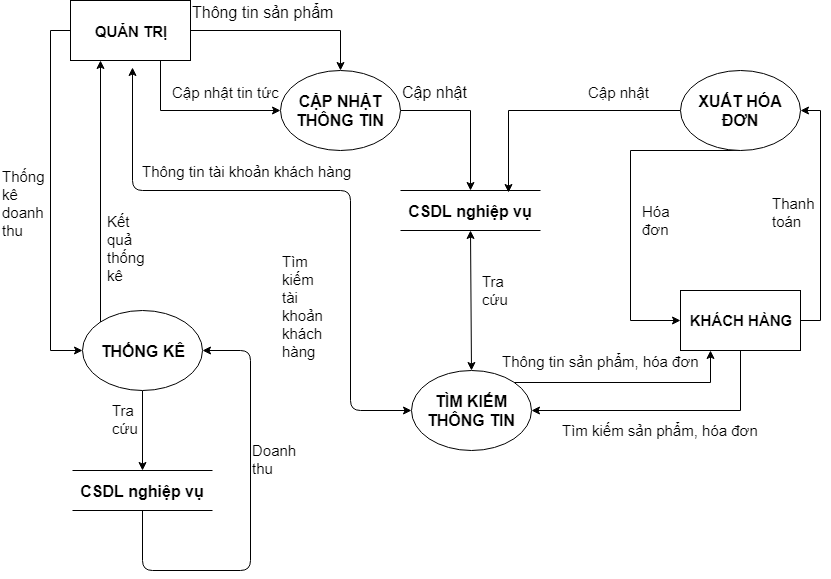 Thông tin sản phẩm
QUẢN TRỊ
Cập nhật tin tức
CẬP NHẬT
THÔNG TIN
Cập nhật
Cập nhật
XUẤT HÓA
ĐƠN
Thông tin tài khoản khách hàng
Thống
kê
doanh
thu
Kết
quả
thống
kê
CSDL nghiệp vụ
Hóa
đơn
Thanh
toán
Tìm
kiếm
tài
khoản
khách
hàng
Tra
cứu
KHÁCH HÀNG
THỐNG KÊ
Thông tin sản phẩm, hóa đơn
TÌM KIẾM
THÔNG TIN
Tra
cứu
Tìm kiếm sản phẩm, hóa đơn
Doanh
thu
CSDL nghiệp vụ